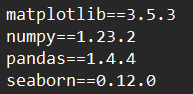 matplotlib==3.5.3
numpy==1.23.2
pandas==1.4.4
seaborn==0.12.0